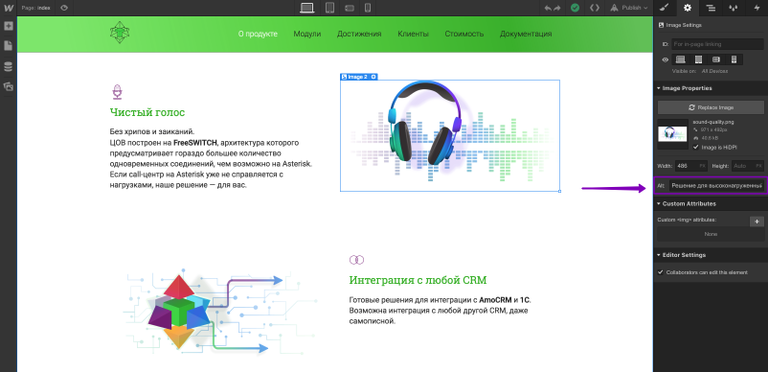 W
Page: index
Publish
О продукте Модули Достижения Клиенты Стоимость Документация
Чистый голос
Без хрипов и заиканий.
ЦОВ построен на FreeSWITCH, архитектура которого
предусматривает гораздо большее количество
одновременных соединений, чем возможно на Asterisk.
Если call-центр на Asterisk уже не справляется с
нагрузками, наше решение — для вас.
Image 2
Интеграция с любой CRM
Готовые решения для интеграции с AmoCRM и 1С.
Возможна интеграция с любой другой CRM, даже
самописной.
Image Settings
ID: For in-page linking
Visible on: All Devices
Image Properties
Replace Image
sound-quality.png
Image is HiDPI
Width: 486 PX Height: Auto PX
Alt: Решение для высоконагруженны
Custom Attributes
Custom <img> attributes:
None
Editor Settings
Collaborators can edit this element